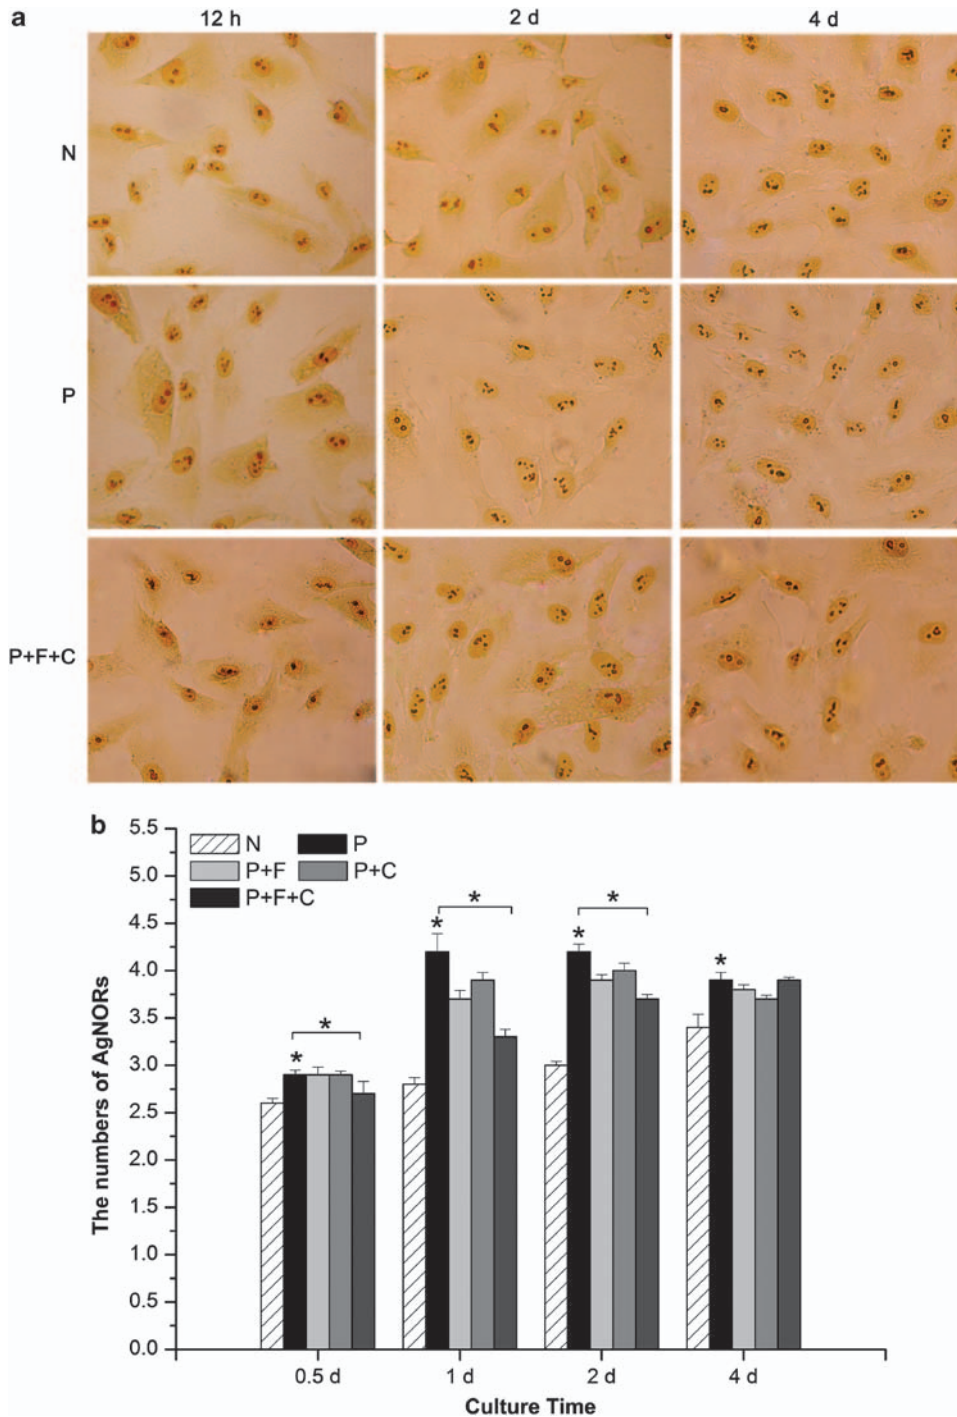 a
12 h 2 d 4 d
N
P
P+F+C
b
5.5
5.0
4.5
4.0
3.5
3.0
2.5
2.0
1.5
1.0
0.5
0.0
The numbers of AgNORs
N P
P+F P+C
P+F+C
* *
* *
* *
*
0.5 d 1 d 2 d 4 d
Culture Time